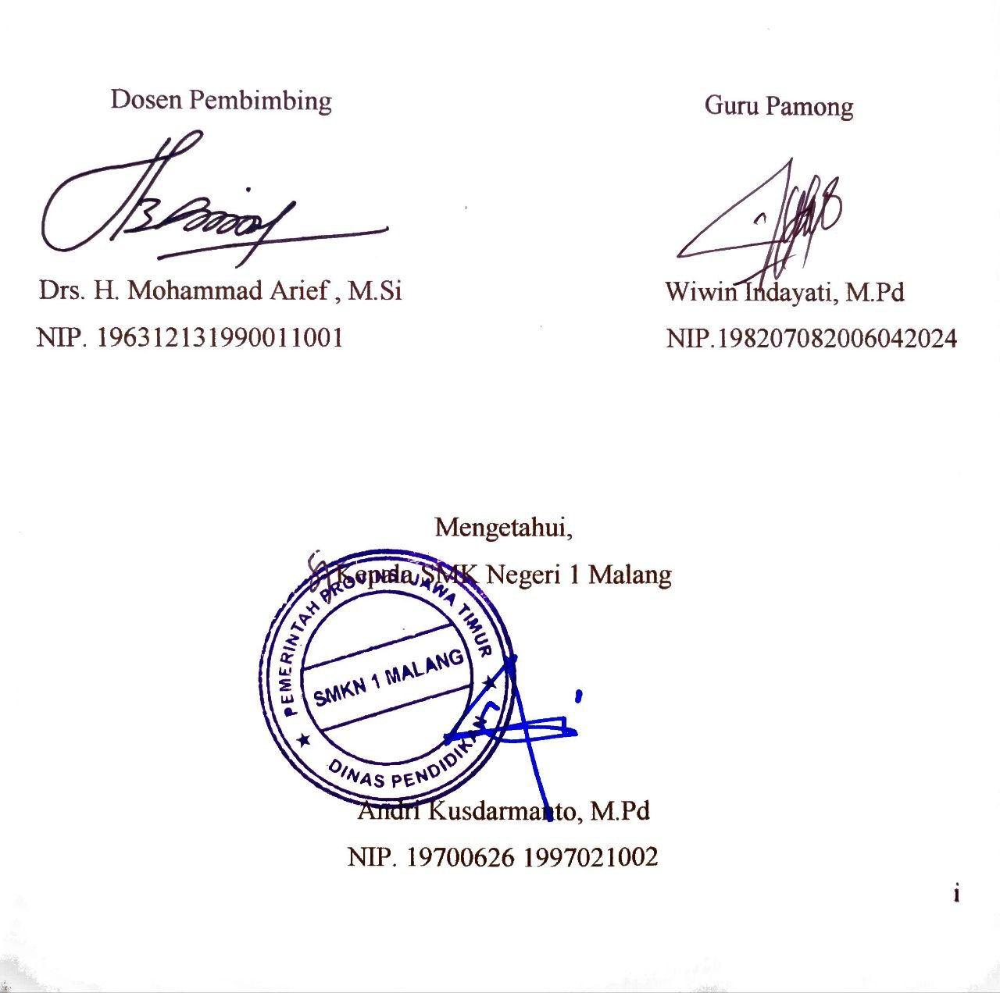 Dosen Pembimbing
Guru Pamong
Drs. H. Mohammad Arief , M.Si
Wiwin Indayati, M.Pd
NIP. 196312131990011001
NIP.198207082006042024
Mengetahui,
Kepala SMK Negeri 1 Malang
PEMERINTAH PROVINSI JAWA TIMUR
SMKN 1 MALANG
DINAS PENDIDIKAN
Andri Kusdarmanto, M.Pd
NIP. 19700626 1997021002
i